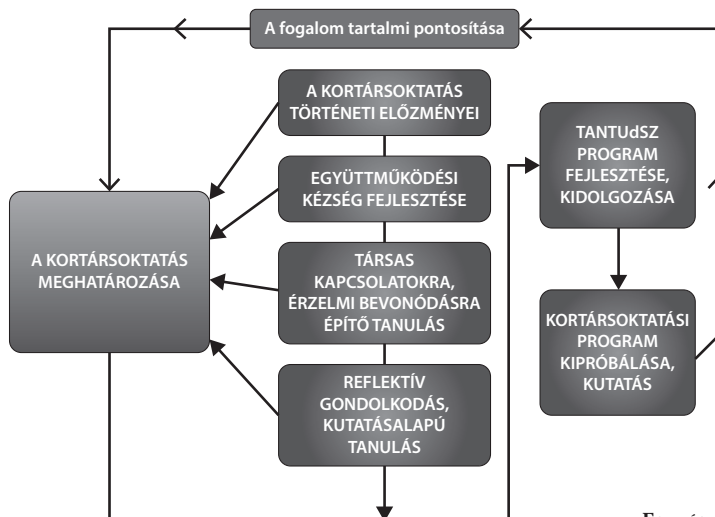 A fogalom tartalmi pontosítása
A KORTÁRSOKTATÁS
TÖRTÉNETI ELŐZMÉNYEI
EGYÜTTMŰKÖDÉSI
KÉZSÉG FEJLESZTÉSE
A KORTÁRSOKTATÁS
MEGHATÁROZÁSA
TÁRSAS
KAPCSOLATOKRA,
ÉRZELMI BEVONÓDÁSRA
ÉPÍTŐ TANULÁS
REFLEKTÍV
GONDOLKODÁS,
KUTATÁSALAPÚ
TANULÁS
TANTUdSZ
PROGRAM
FEJLESZTÉSE,
KIDOLGOZÁSA
KORTÁRSOKTATÁSI
PROGRAM
KIPRÓBÁLÁSA,
KUTATÁS